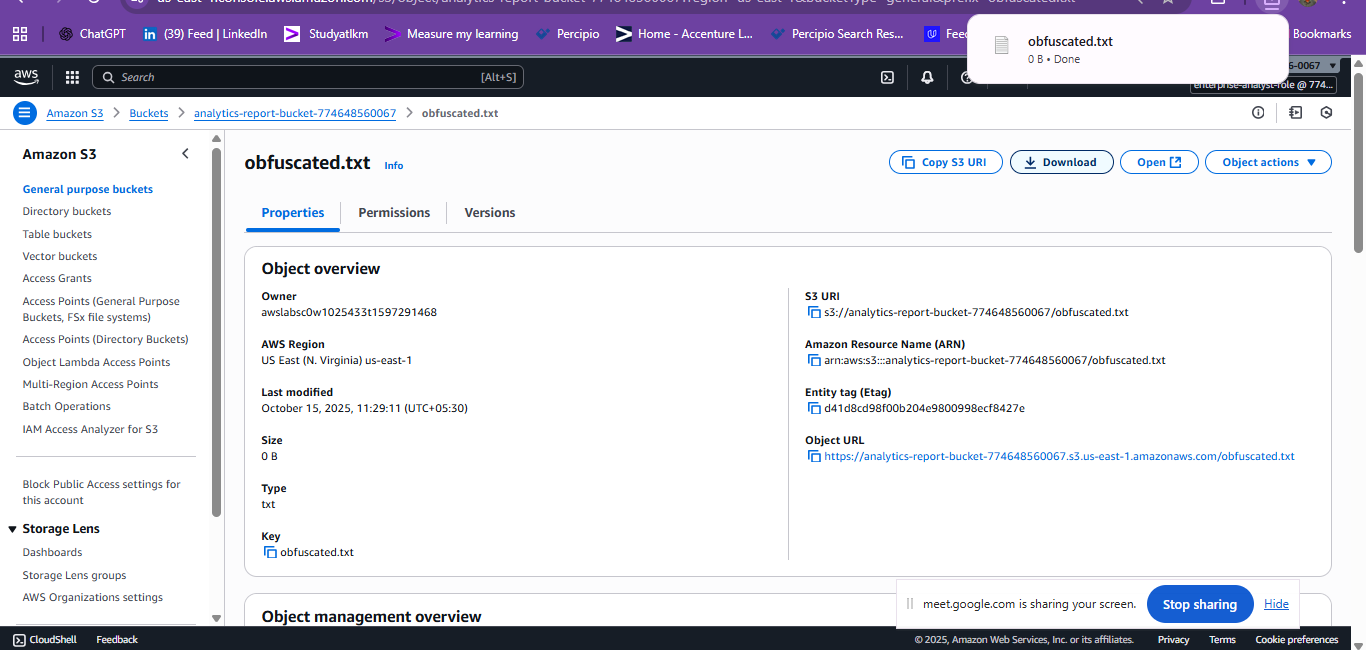 ChatGPT
(39) Feed | LinkedIn
Studyatlkm
Measure my learning
Percipio
Home - Accenture L...
Percipio Search Res...
Bookmarks
obfuscated.txt
0 B • Done
aws
Search
[Alt+S]
enterprise-analyst-role @ 774...
Amazon S3
Buckets
analytics-report-bucket-774648560067
obfuscated.txt
Amazon S3
General purpose buckets
Directory buckets
Table buckets
Vector buckets
Access Grants
Access Points (General Purpose
Buckets, FSx file systems)
Access Points (Directory Buckets)
Object Lambda Access Points
Multi-Region Access Points
Batch Operations
IAM Access Analyzer for S3
Block Public Access settings for
this account
Storage Lens
Dashboards
Storage Lens groups
AWS Organizations settings
obfuscated.txt
Info
Copy S3 URI
Download
Open
Object actions
Properties
Permissions
Versions
Object overview
Owner
awslabsc0w1025433t1597291468
AWS Region
US East (N. Virginia) us-east-1
Last modified
October 15, 2025, 11:29:11 (UTC+05:30)
Size
0 B
Type
txt
Key
obfuscated.txt
S3 URI
s3://analytics-report-bucket-774648560067/obfuscated.txt
Amazon Resource Name (ARN)
arn:aws:s3:::analytics-report-bucket-774648560067/obfuscated.txt
Entity tag (Etag)
d41d8cd98f00b204e9800998ecf8427e
Object URL
https://analytics-report-bucket-774648560067.s3.us-east-1.amazonaws.com/obfuscated.txt
Object management overview
meet.google.com is sharing your screen.
Stop sharing
Hide
CloudShell
Feedback
© 2025, Amazon Web Services, Inc. or its affiliates.
Privacy
Terms
Cookie preferences